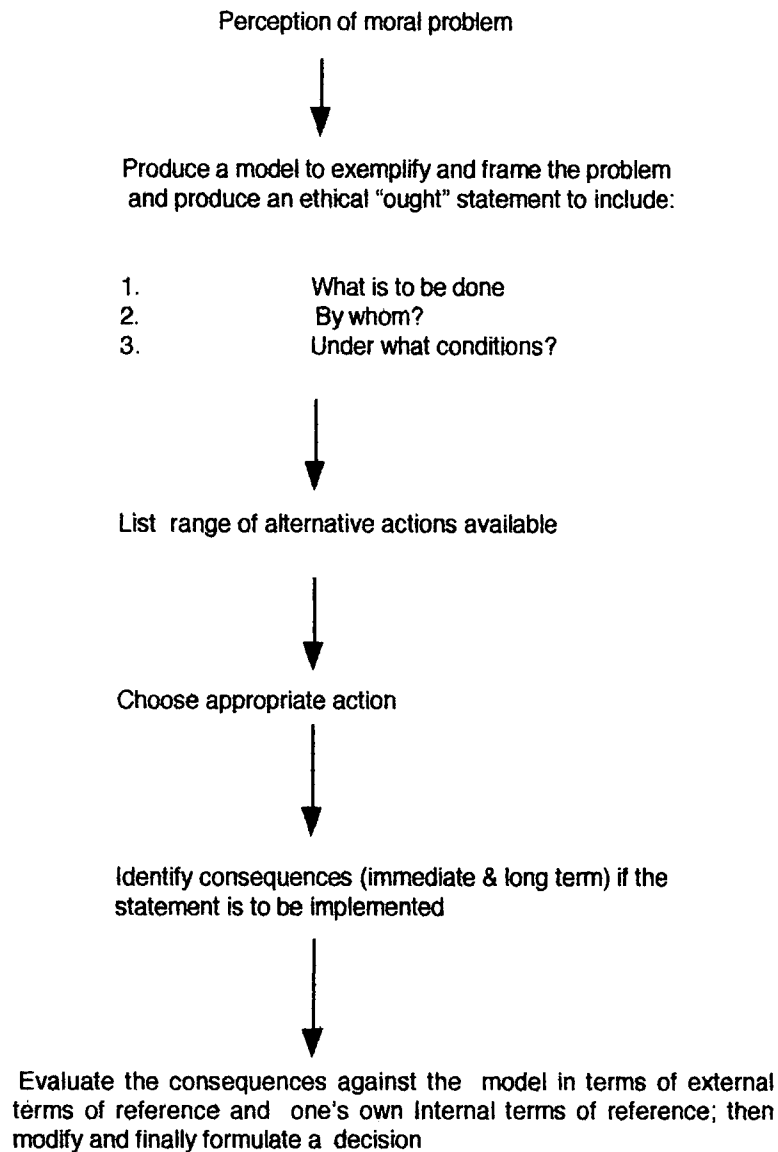 Perception of moral problem
Produce a model to exemplify and frame the problem
and produce an ethical “ought” statement to include:
1. What is to be done
2. By whom?
3. Under what conditions?
List range of alternative actions available
Choose appropriate action
Identify consequences (immediate & long term) if the
statement is to be implemented
Evaluate the consequences against the model in terms of external
terms of reference and one's own Internal terms of reference; then
modify and finally formulate a decision